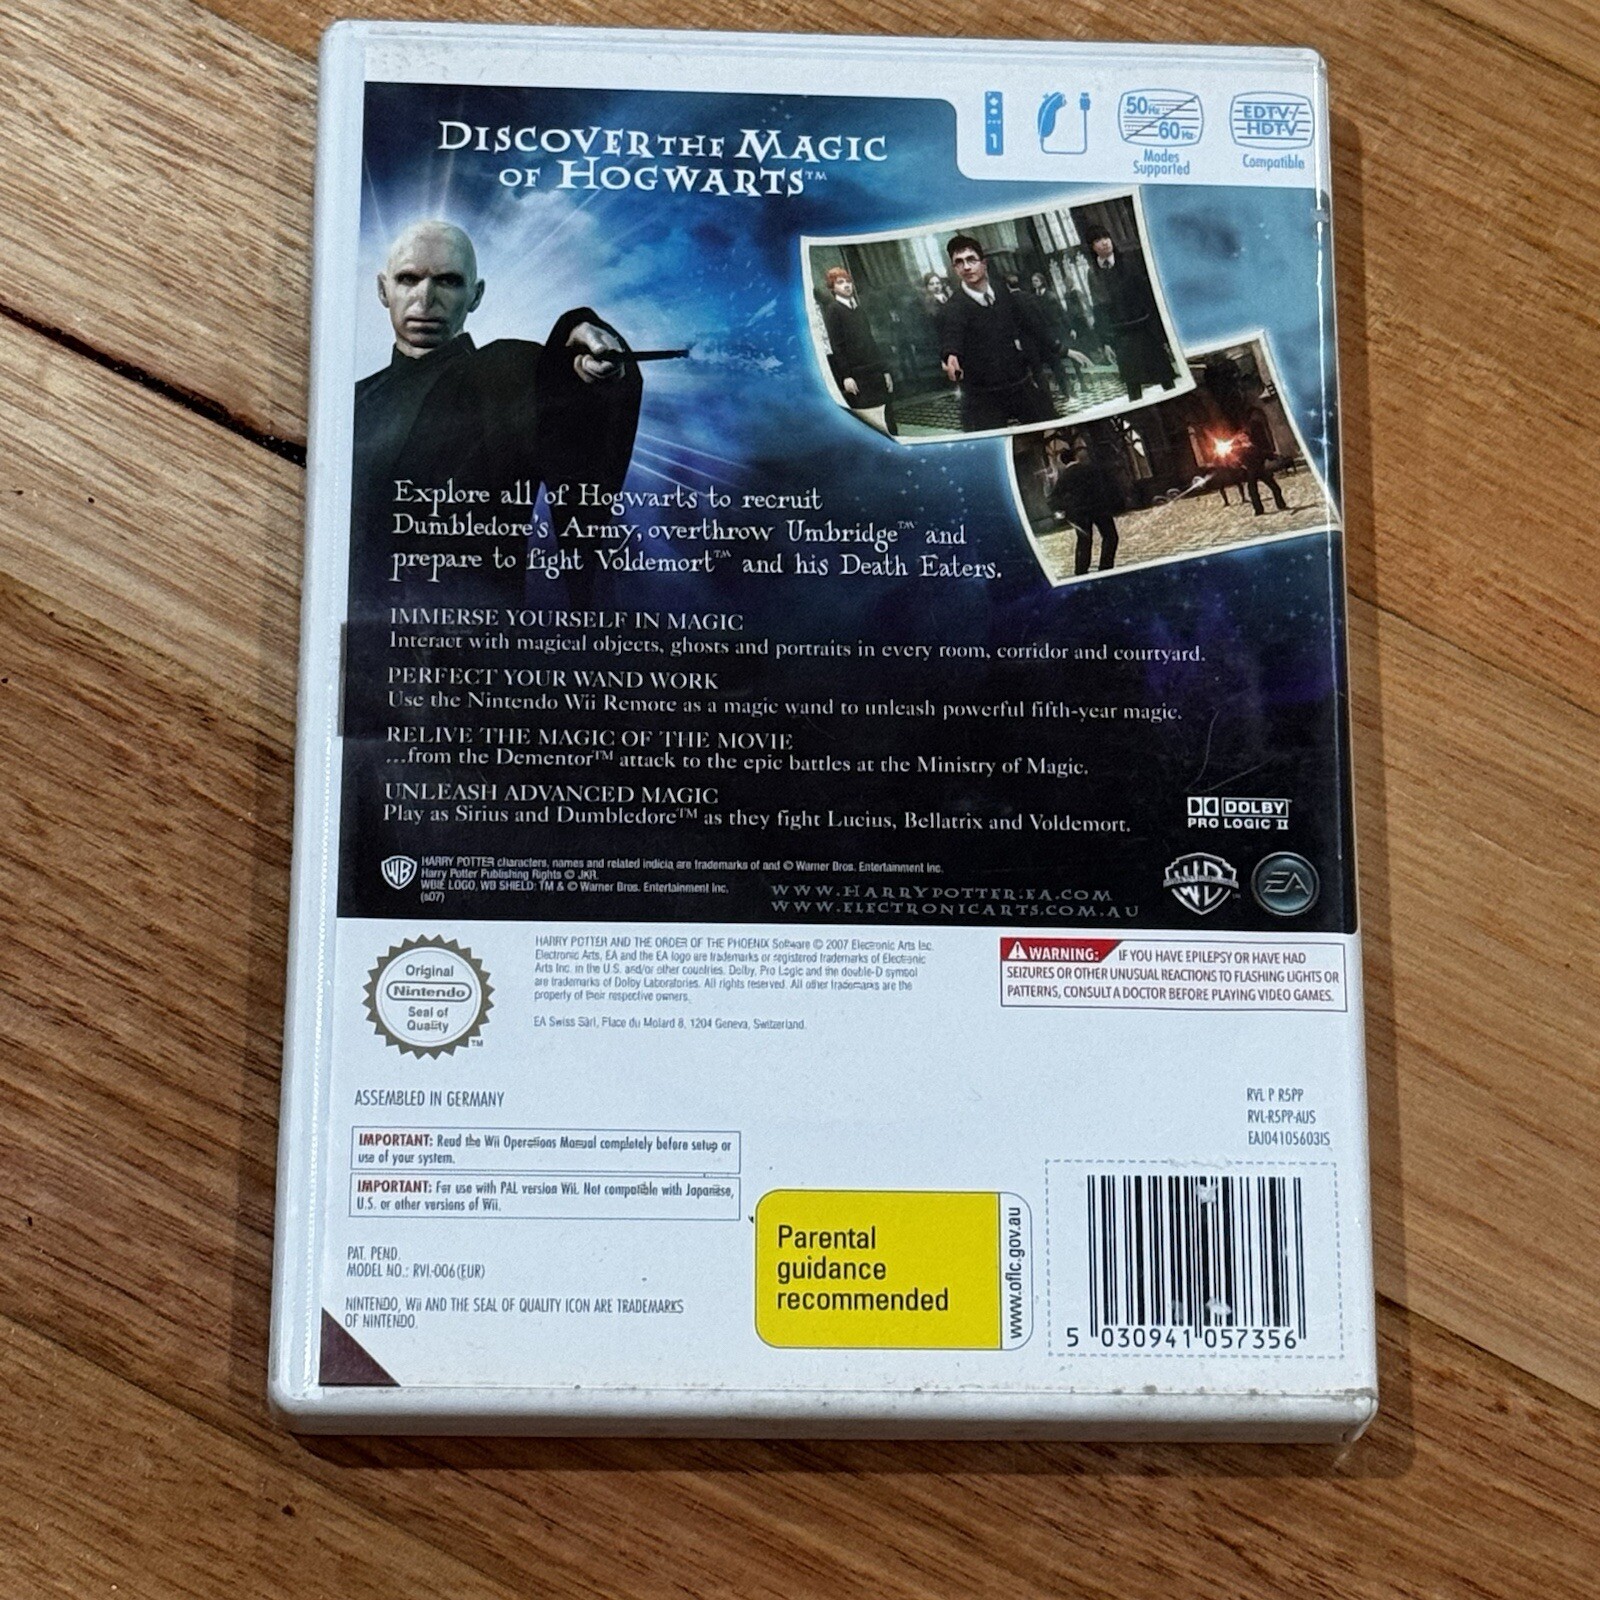 DISCOVER THE MAGIC
OF HOGWARTS™
1
50Hz
60Hz
Modes
Supported
EDTV/
HDTV
Compatible
Explore all of Hogwarts to recruit
Dumbledore's Army, overthrow Umbridge™ and
prepare to fight Voldemort™ and his Death Eaters.
IMMERSE YOURSELF IN MAGIC
Interact with magical objects, ghosts and portraits in every room, corridor and courtyard.
PERFECT YOUR WAND WORK
Use the Nintendo Wii Remote as a magic wand to unleash powerful fifth-year magic.
RELIVE THE MAGIC OF THE MOVIE
...from the Dementor™ attack to the epic battles at the Ministry of Magic.
UNLEASH ADVANCED MAGIC
Play as Sirius and Dumbledore™ as they fight Lucius, Bellatrix and Voldemort.
DOLBY
PRO LOGIC II
WB
HARRY POTTER characters, names and related indicia are trademarks of and © Warner Bros. Entertainment Inc.
Harry Potter Publishing Rights © JKR.
WBIE LOGO, WB SHIELD: TM & © Warner Bros. Entertainment Inc.
(s07)
WWW.HARRYPOTTER.EA.COM
WWW.ELECTRONICARTS.COM.AU
WB
EA
Original
Nintendo
Seal of
Quality
TM
HARRY POTTER AND THE ORDER OF THE PHOENIX Software © 2007 Electronic Arts Inc.
Electronic Arts, EA and the EA logo are trademarks or registered trademarks of Electronic
Arts Inc. in the U.S. and/or other countries. Dolby, Pro Logic and the double-D symbol
are trademarks of Dolby Laboratories. All rights reserved. All other trademarks are the
property of their respective owners.
EA Swiss Sàrl, Place du Molard 8, 1204 Geneva, Switzerland.
WARNING: IF YOU HAVE EPILEPSY OR HAVE HAD
SEIZURES OR OTHER UNUSUAL REACTIONS TO FLASHING LIGHTS OR
PATTERNS, CONSULT A DOCTOR BEFORE PLAYING VIDEO GAMES.
ASSEMBLED IN GERMANY
RVL P R5PP
RVL-R5PP-AUS
EAJ04105603IS
IMPORTANT: Read the Wii Operations Manual completely before setup or
use of your system.
IMPORTANT: For use with PAL version Wii. Not compatible with Japanese,
U.S. or other versions of Wii.
PAT. PEND.
MODEL NO.: RVL-006(EUR)
NINTENDO, Wii AND THE SEAL OF QUALITY ICON ARE TRADEMARKS
OF NINTENDO.
Parental
guidance
recommended
www.oflc.gov.au
5 030941 057356